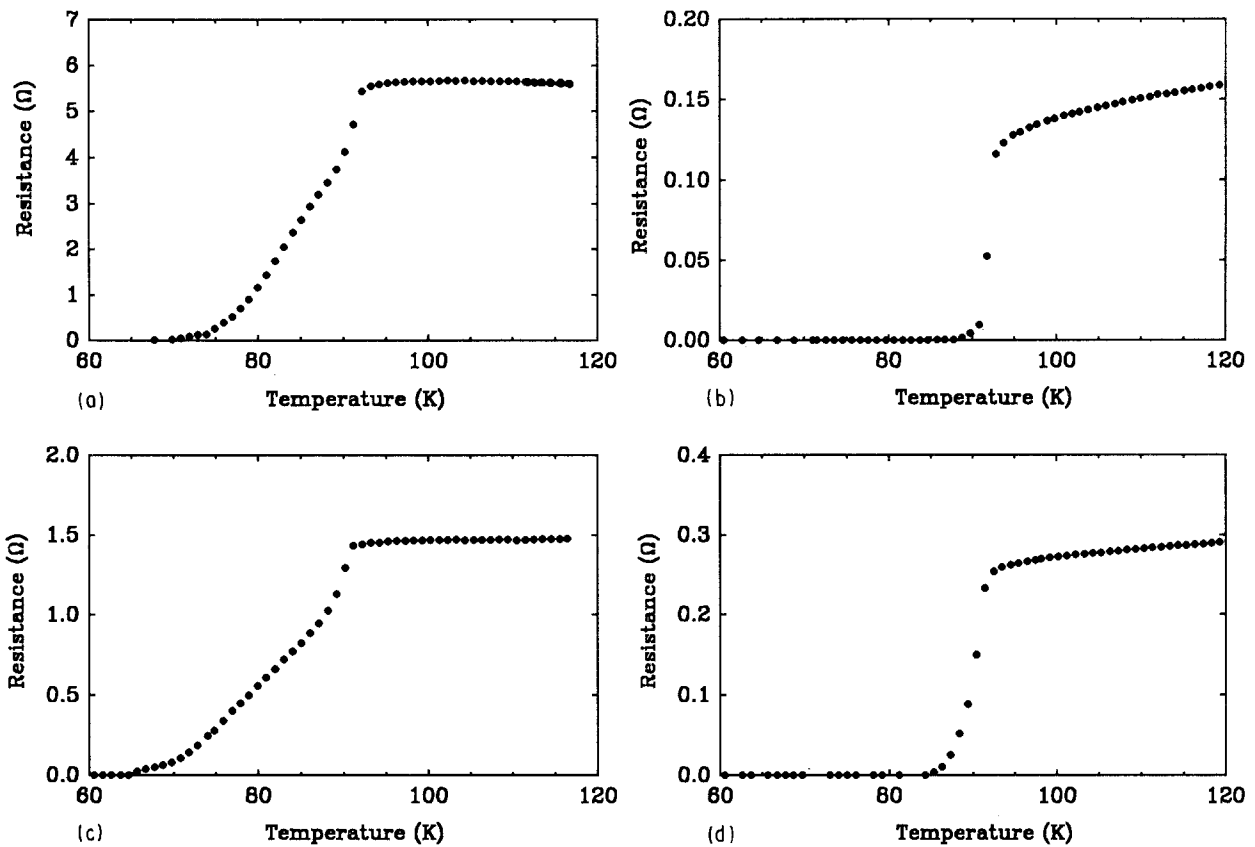 7
6
5
4
3
2
1
0
Resistance (Ω)
60 80 100 120
(a) Temperature (K)
0.20
0.15
0.10
0.05
0.00
Resistance (Ω)
60 80 100 120
(b) Temperature (K)
2.0
1.5
1.0
0.5
0.0
Resistance (Ω)
60 80 100 120
(c) Temperature (K)
0.4
0.3
0.2
0.1
0.0
Resistance (Ω)
60 80 100 120
(d) Temperature (K)